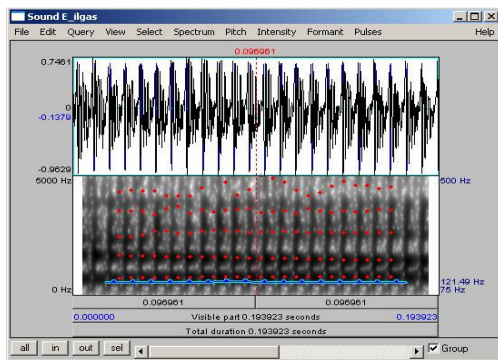 Sound E_ilgas
File Edit Query View Select Spectrum Pitch Intensity Formant Pulses Help
0.096961
0.7461
0
-0.1379
-0.9629
5000 Hz 500 Hz
121.49 Hz
0 Hz 75 Hz
0.096961 0.096961
0.000000 Visible part 0.193923 seconds 0.193923
Total duration 0.193923 seconds
all in out sel Group